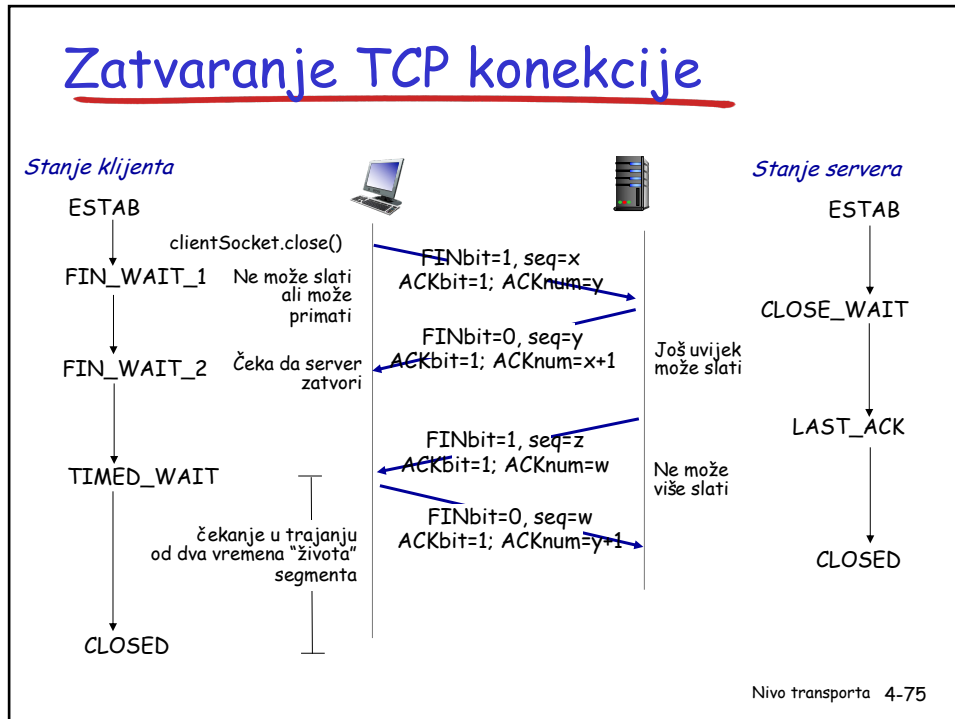 Zatvaranje TCP konekcije
Stanje klijenta
Stanje servera
ESTAB
ESTAB
clientSocket.close()
FINbit=1, seq=x
ACKbit=1; ACKnum=y
FIN_WAIT_1
Ne može slati
ali može
primati
CLOSE_WAIT
FINbit=0, seq=y
ACKbit=1; ACKnum=x+1
FIN_WAIT_2
Čeka da server
zatvori
Još uvijek
može slati
LAST_ACK
FINbit=1, seq=z
ACKbit=1; ACKnum=w
TIMED_WAIT
Ne može
više slati
FINbit=0, seq=w
ACKbit=1; ACKnum=y+1
čekanje u trajanju
od dva vremena “života”
segmenta
CLOSED
CLOSED
Nivo transporta 4-75